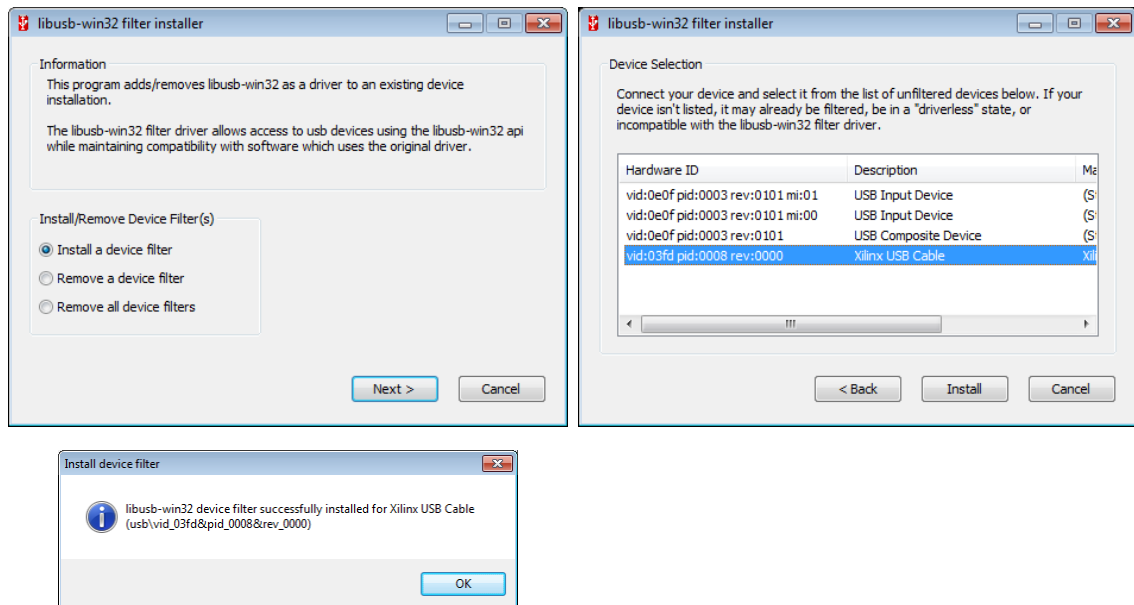 libusb-win32 filter installer
Information
This program adds/removes libusb-win32 as a driver to an existing device
installation.
The libusb-win32 filter driver allows access to usb devices using the libusb-win32 api
while maintaining compatibility with software which uses the original driver.
Install/Remove Device Filter(s)
Install a device filter
Remove a device filter
Remove all device filters
Next >
Cancel
libusb-win32 filter installer
Device Selection
Connect your device and select it from the list of unfiltered devices below. If your
device isn't listed, it may already be filtered, be in a "driverless" state, or
incompatible with the libusb-win32 filter driver.
Hardware ID Description Ma
vid:0e0f pid:0003 rev:0101 mi:01 USB Input Device (S
vid:0e0f pid:0003 rev:0101 mi:00 USB Input Device (S
vid:0e0f pid:0003 rev:0101 USB Composite Device (S
vid:03fd pid:0008 rev:0000 Xilinx USB Cable Xili
< Back
Install
Cancel
Install device filter
libusb-win32 device filter successfully installed for Xilinx USB Cable
(usb\vid_03fd&pid_0008&rev_0000)
OK